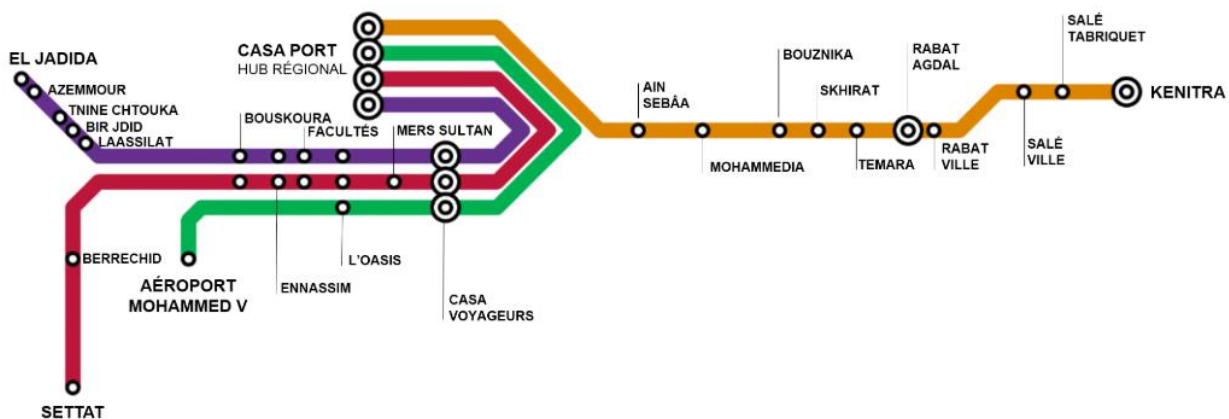 EL JADIDA
AZEMMOUR
TNINE CHTOUKA
BIR JDID
LAASSILAT
CASA PORT
HUB RÉGIONAL
BOUSKOURA
FACULTÉS
MERS SULTAN
AIN
SEBÂA
BOUZNIKA
SKHIRAT
RABAT
AGDAL
SALÉ
TABRIQUET
KENITRA
MOHAMMEDIA
TEMARA
RABAT
VILLE
SALÉ
VILLE
BERRECHID
AÉROPORT
MOHAMMED V
ENNASSIM
L'OASIS
CASA
VOYAGEURS
SETTAT